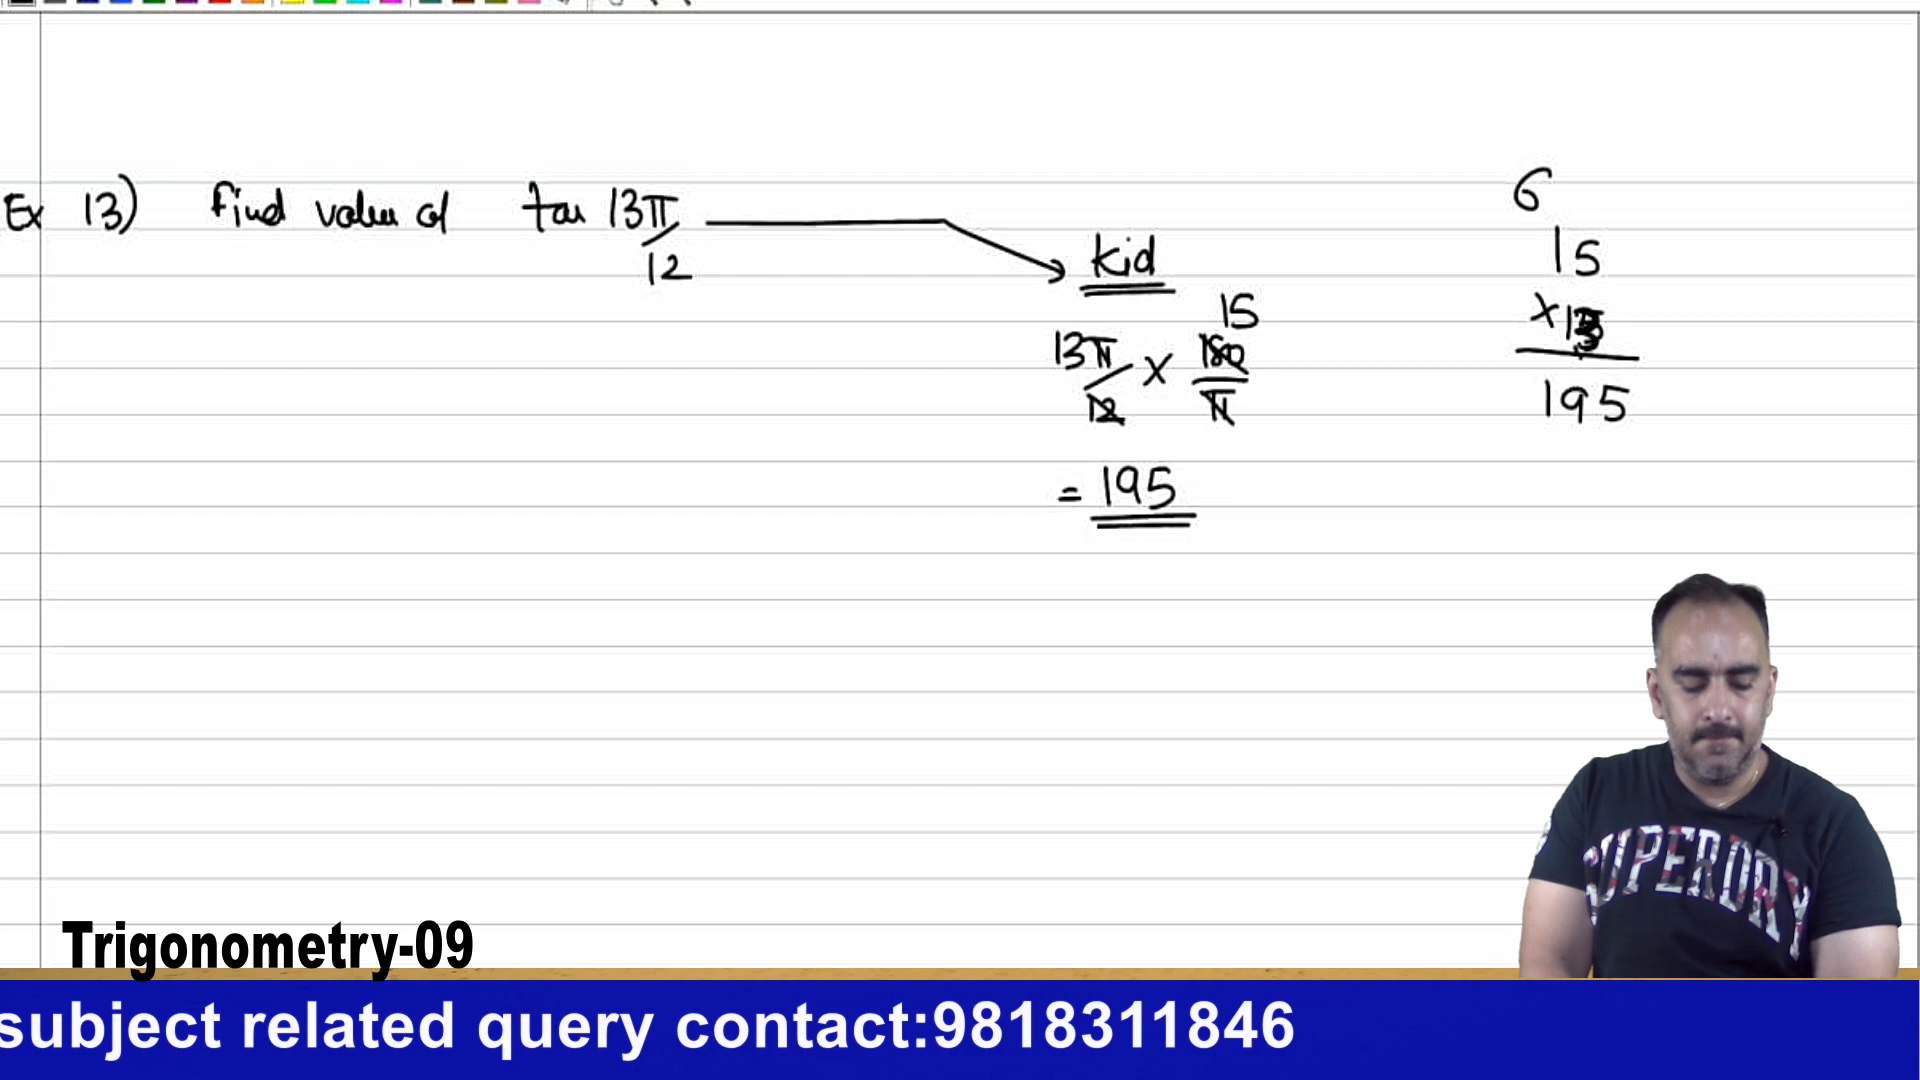 Ex 13) find value of tan 13π/12
kid
13π/12 × 180/π 15
= 195
6
15
×13
195
SUPERDRY
Trigonometry-09
subject related query contact:9818311846